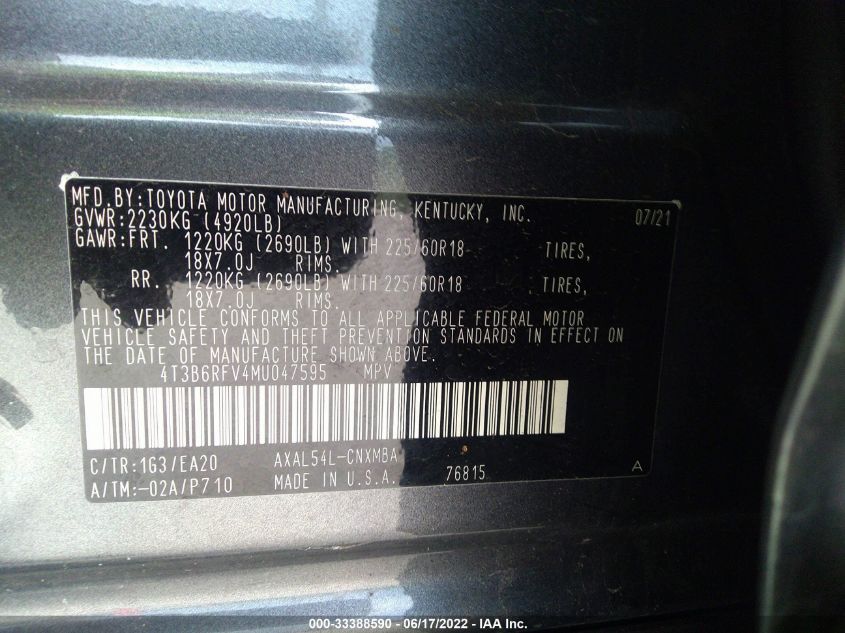 MFD.BY:TOYOTA MOTOR MANUFACTURING, KENTUCKY, INC. 07/21
GVWR:2230KG (4920LB)
GAWR:FRT. 1220KG (2690LB) WITH 225/60R18 TIRES,
18X7.0J RIMS.
RR. 1220KG (2690LB) WITH 225/60R18 TIRES,
18X7.0J RIMS.
THIS VEHICLE CONFORMS TO ALL APPLICABLE FEDERAL MOTOR
VEHICLE SAFETY AND THEFT PREVENTION STANDARDS IN EFFECT ON
THE DATE OF MANUFACTURE SHOWN ABOVE.
4T3B6RFV4MU047595 MPV
C/TR:1G3/EA20 AXAL54L-CNXMBA
A/TM:-02A/P710 MADE IN U.S.A. 76815 A
000-33388590 - 06/17/2022 - IAA Inc.